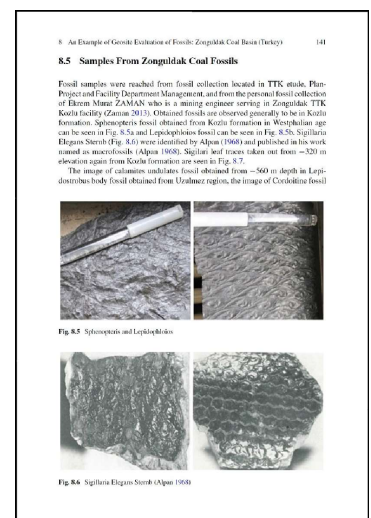 8 An Example of Geosite Evaluation of Fossils: Zonguldak Coal Basin (Turkey) 141
8.5 Samples From Zonguldak Coal Fossils
Fossil samples were reached from fossil collection located in TTK etude, Plan-
Project and Facility Department Management, and from the personal fossil collection
of Ekrem Murat ZAMAN who is a mining engineer serving in Zonguldak TTK
Kozlu facility (Zaman 2013). Obtained fossils are observed generally to be in Kozlu
formation. Sphenopteris fossil obtained from Kozlu formation in Westphalian age
can be seen in Fig. 8.5a and Lepidophloios fossil can be seen in Fig. 8.5b. Sigillaria
Elegans Sternb (Fig. 8.6) were identified by Alpan (1968) and published in his work
named as macrofossils (Alpan 1968). Sigilari leaf traces taken out from −320 m
elevation again from Kozlu formation are seen in Fig. 8.7.
The image of calamites undulates fossil obtained from −560 m depth in Lepi-
dostrobus body fossil obtained from Uzulmez region, the image of Cordoitine fossil
Fig. 8.5 Sphenopteris and Lepidophloios
Fig. 8.6 Sigillaria Elegans Sternb (Alpan 1968)